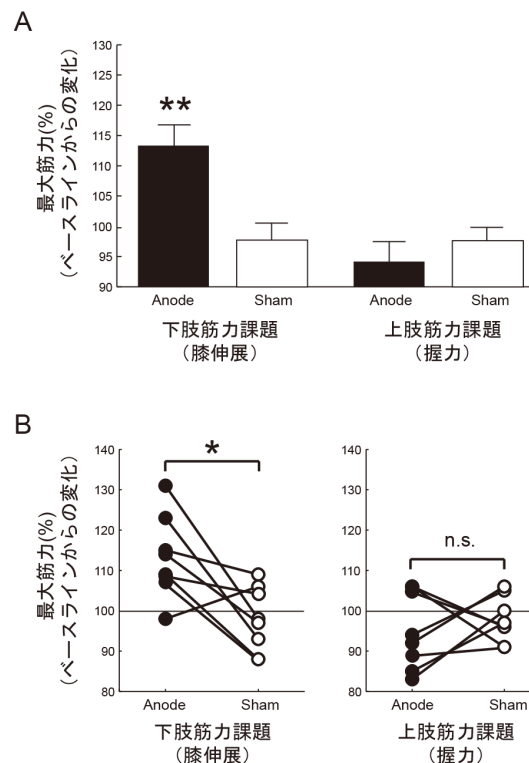 A
最大筋力(%)
（ベースラインからの変化）
130
125
120
115
110
105
100
95
90
**
Anode
Sham
Anode
Sham
下肢筋力課題
（膝伸展）
上肢筋力課題
（握力）
B
最大筋力(%)
（ベースラインからの変化）
140
130
120
110
100
90
80
*
Anode
Sham
下肢筋力課題
（膝伸展）
140
130
120
110
100
90
80
n.s.
Anode
Sham
上肢筋力課題
（握力）